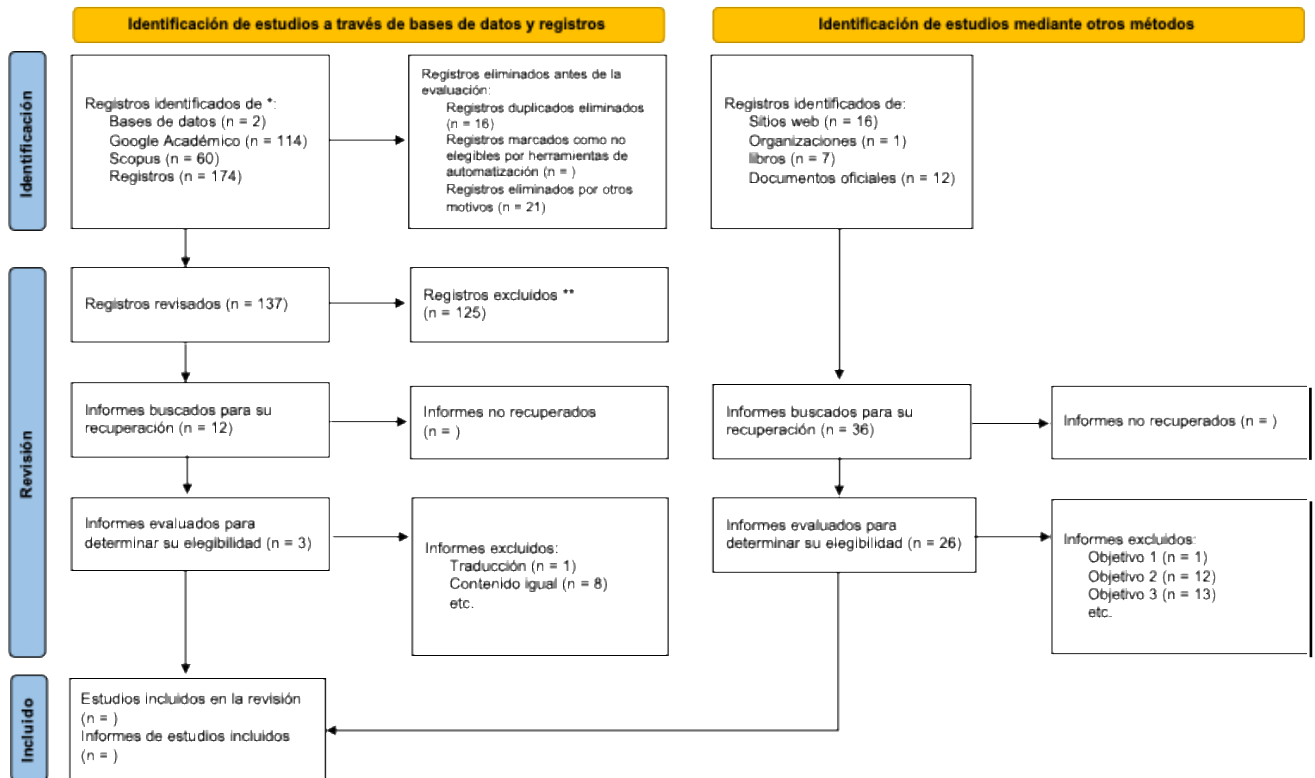 Identificación de estudios a través de bases de datos y registros
Identificación de estudios mediante otros métodos
Identificación
Registros identificados de *:
Bases de datos (n = 2)
Google Académico (n = 114)
Scopus (n = 60)
Registros (n = 174)
Registros eliminados antes de la
evaluación:
Registros duplicados eliminados
(n = 16)
Registros marcados como no
elegibles por herramientas de
automatización (n = )
Registros eliminados por otros
motivos (n = 21)
Registros identificados de:
Sitios web (n = 16)
Organizaciones (n = 1)
libros (n = 7)
Documentos oficiales (n = 12)
Revisión
Registros revisados (n = 137)
Registros excluidos **
(n = 125)
Informes buscados para su
recuperación (n = 12)
Informes no recuperados
(n = )
Informes buscados para su
recuperación (n = 36)
Informes no recuperados (n = )
Informes evaluados para
determinar su elegibilidad (n = 3)
Informes excluidos:
Traducción (n = 1)
Contenido igual (n = 8)
etc.
Informes evaluados para
determinar su elegibilidad (n = 26)
Informes excluidos:
Objetivo 1 (n = 1)
Objetivo 2 (n = 12)
Objetivo 3 (n = 13)
etc.
Incluido
Estudios incluidos en la revisión
(n = )
Informes de estudios incluidos
(n = )